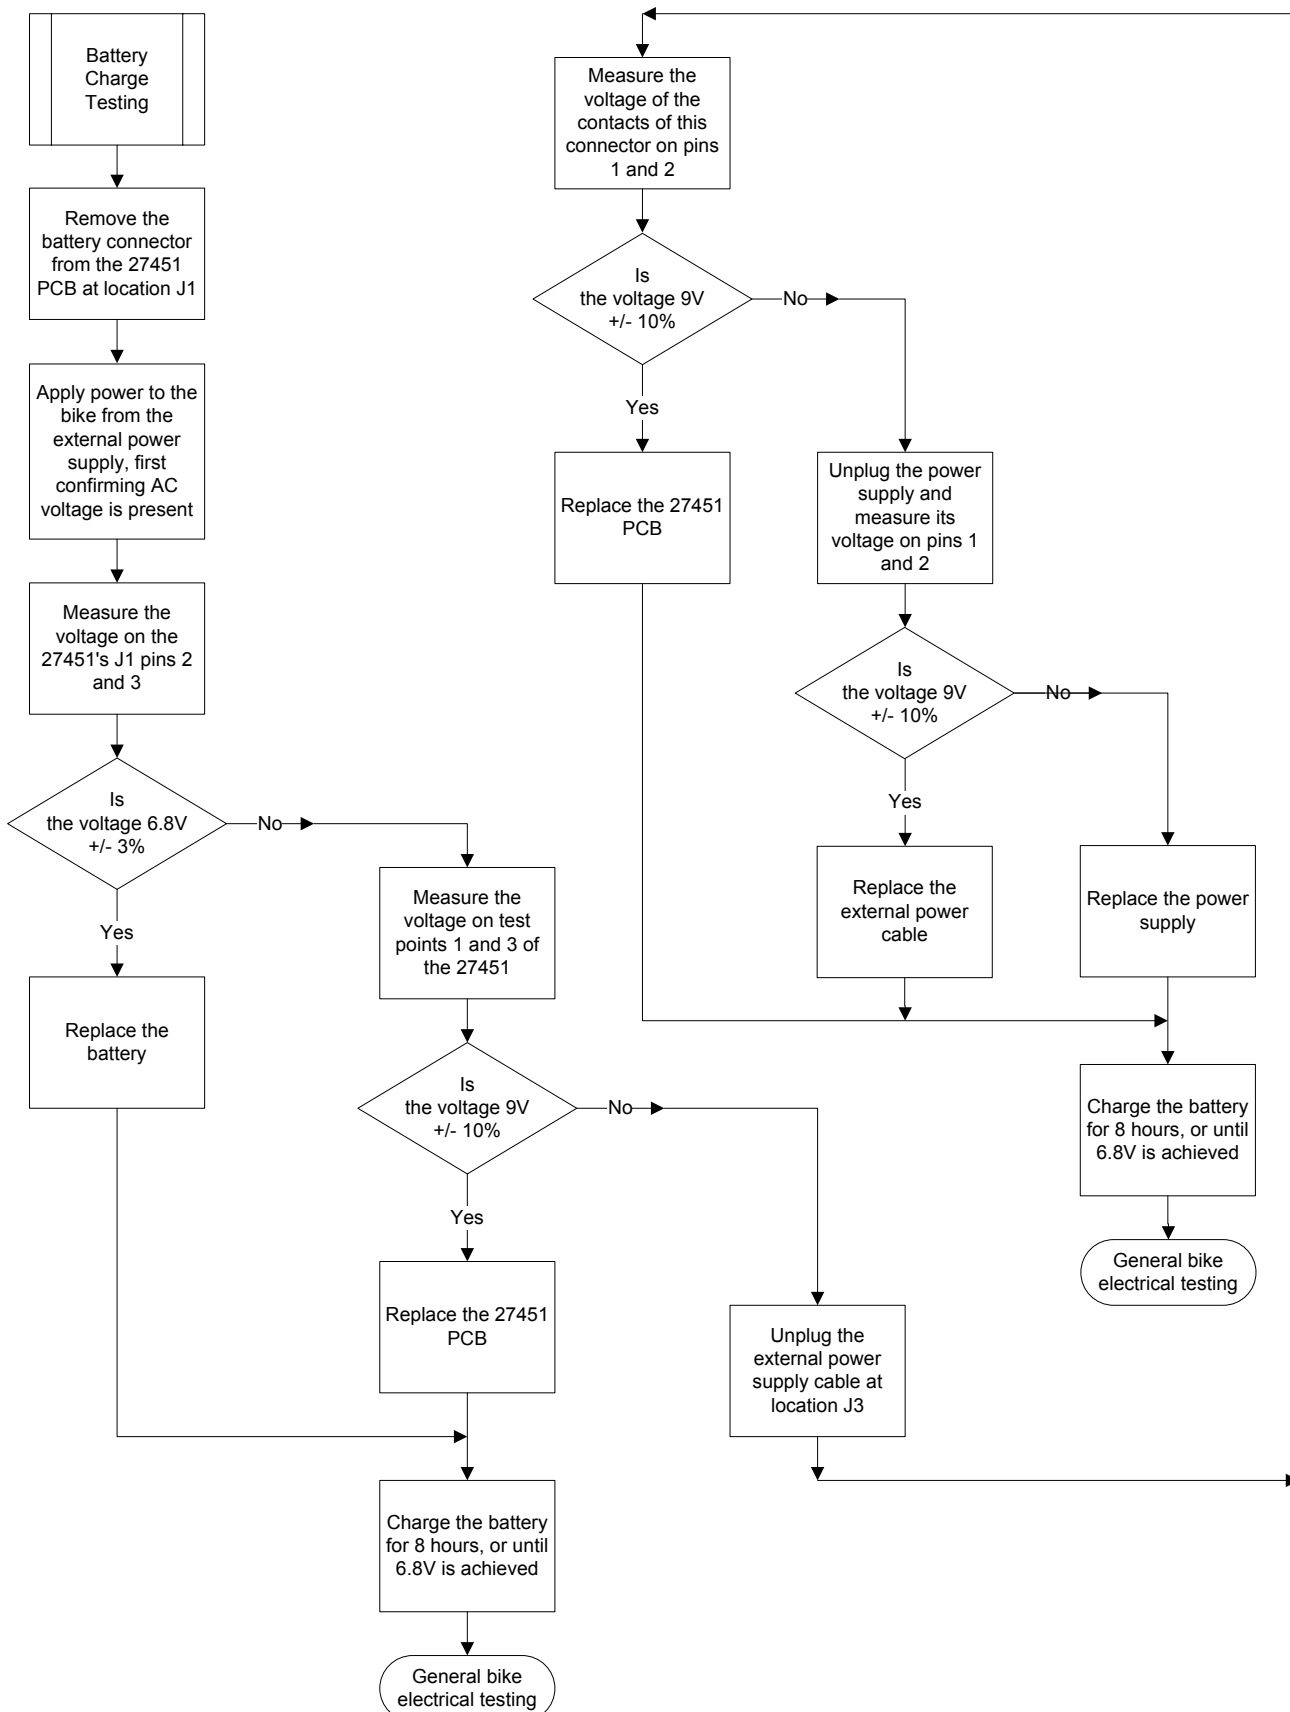 Battery
Charge
Testing
Remove the
battery connector
from the 27451
PCB at location J1
Apply power to the
bike from the
external power
supply, first
confirming AC
voltage is present
Measure the
voltage on the
27451's J1 pins 2
and 3
Is
the voltage 6.8V
+/- 3%
No
Yes
Replace the
battery
Measure the
voltage on test
points 1 and 3 of
the 27451
Is
the voltage 9V
+/- 10%
No
Yes
Replace the 27451
PCB
Charge the battery
for 8 hours, or until
6.8V is achieved
General bike
electrical testing
Unplug the
external power
supply cable at
location J3
Measure the
voltage of the
contacts of this
connector on pins
1 and 2
Is
the voltage 9V
+/- 10%
No
Yes
Replace the 27451
PCB
Unplug the power
supply and
measure its
voltage on pins 1
and 2
Is
the voltage 9V
+/- 10%
No
Yes
Replace the
external power
cable
Replace the power
supply
Charge the battery
for 8 hours, or until
6.8V is achieved
General bike
electrical testing